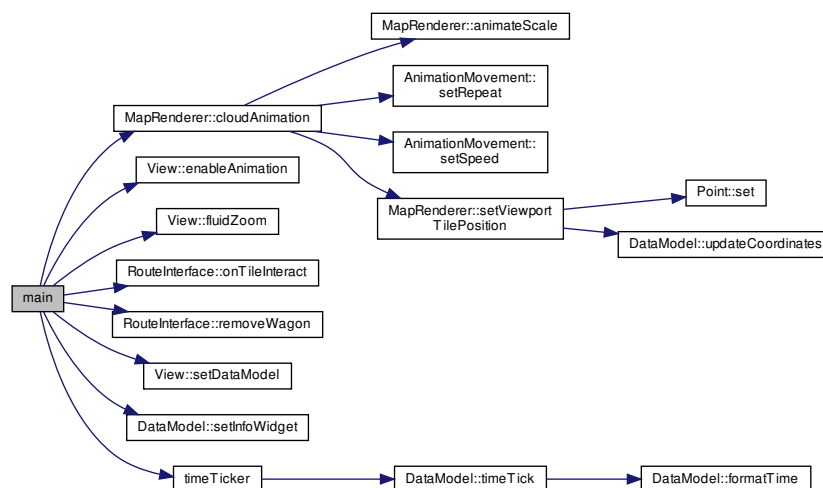 MapRenderer::animateScale
AnimationMovement::
setRepeat
MapRenderer::cloudAnimation
AnimationMovement::
setSpeed
View::enableAnimation
Point::set
MapRenderer::setViewport
TilePosition
View::fluidZoom
DataModel::updateCoordinates
RouteInterface::onTileInteract
main
RouteInterface::removeWagon
View::setDataModel
DataModel::setInfoWidget
timeTicker
DataModel::timeTick
DataModel::formatTime